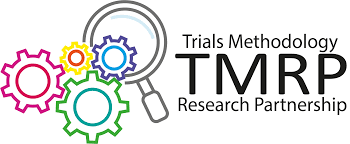 Trials Methodology
TMRP
Research Partnership